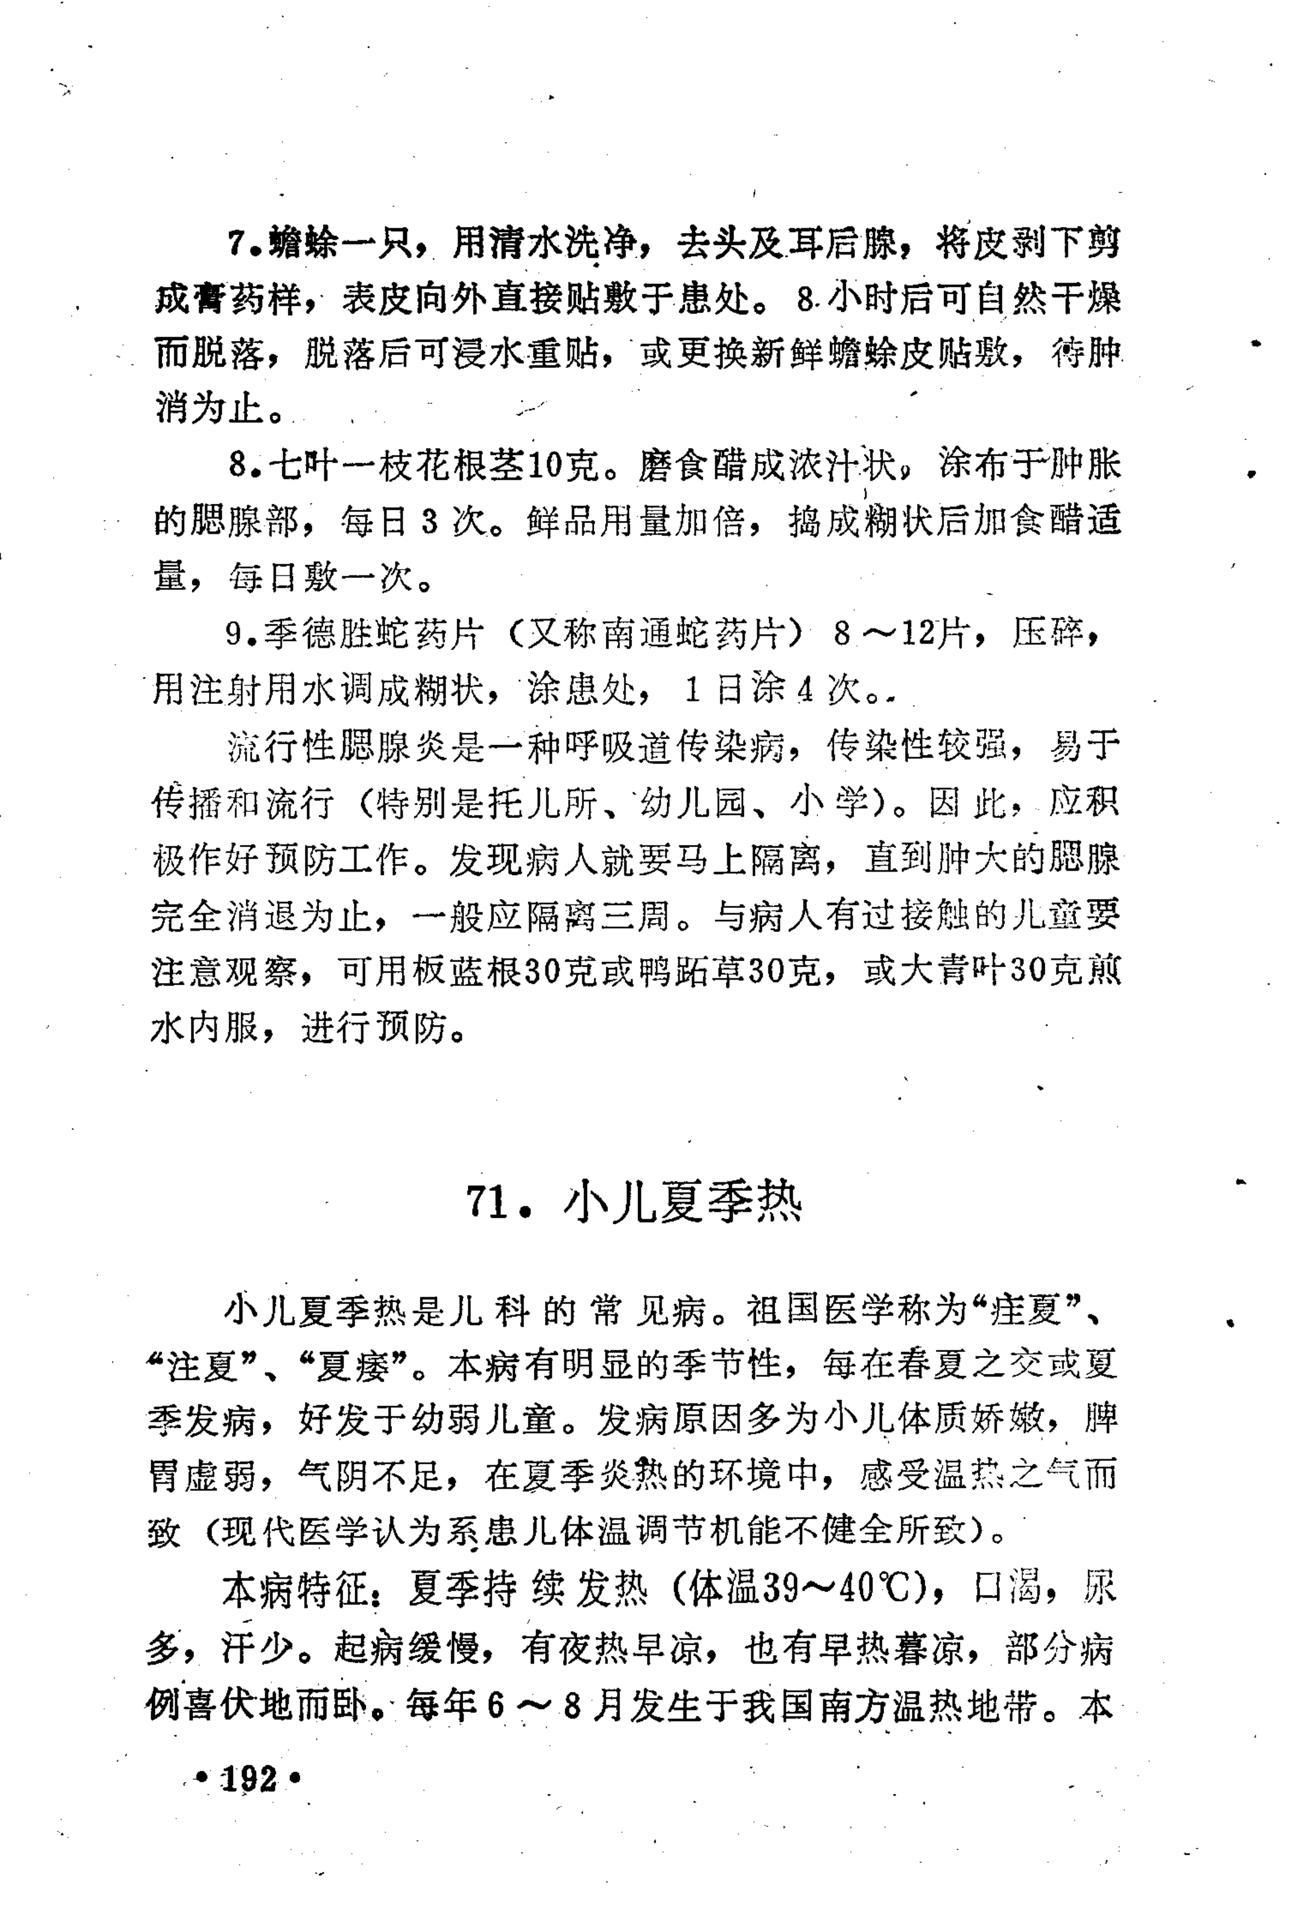 7.蟾蜍一只，用清水洗净，去头及耳后腺，将皮剥下剪
成膏药样，表皮向外直接贴敷于患处。8小时后可自然干燥
而脱落，脱落后可浸水重贴，或更换新鲜蟾蜍皮贴敷，待肿
消为止。
8.七叶一枝花根茎10克。磨食醋成浓汁状，涂布于肿胀
的腮腺部，每日3次。鲜品用量加倍，捣成糊状后加食醋适
量，每日敷一次。
9.季德胜蛇药片（又称南通蛇药片）8～12片，压碎，
用注射用水调成糊状，涂患处，1日涂4次。
流行性腮腺炎是一种呼吸道传染病，传染性较强，易于
传播和流行（特别是托儿所、幼儿园、小学）。因此，应积
极作好预防工作。发现病人就要马上隔离，直到肿大的腮腺
完全消退为止，一般应隔离三周。与病人有过接触的儿童要
注意观察，可用板蓝根30克或鸭跖草30克，或大青叶30克煎
水内服，进行预防。
71．小儿夏季热
小儿夏季热是儿科的常见病。祖国医学称为“疰夏”、
“注夏”、“夏痿”。本病有明显的季节性，每在春夏之交或夏
季发病，好发于幼弱儿童。发病原因多为小儿体质娇嫩，脾
胃虚弱，气阴不足，在夏季炎热的环境中，感受温热之气而
致（现代医学认为系患儿体温调节机能不健全所致）。
本病特征：夏季持续发热（体温39～40℃），口渴，尿
多，汗少。起病缓慢，有夜热早凉，也有早热暮凉，部分病
例喜伏地而卧。每年6～8月发生于我国南方温热地带。本
•192•